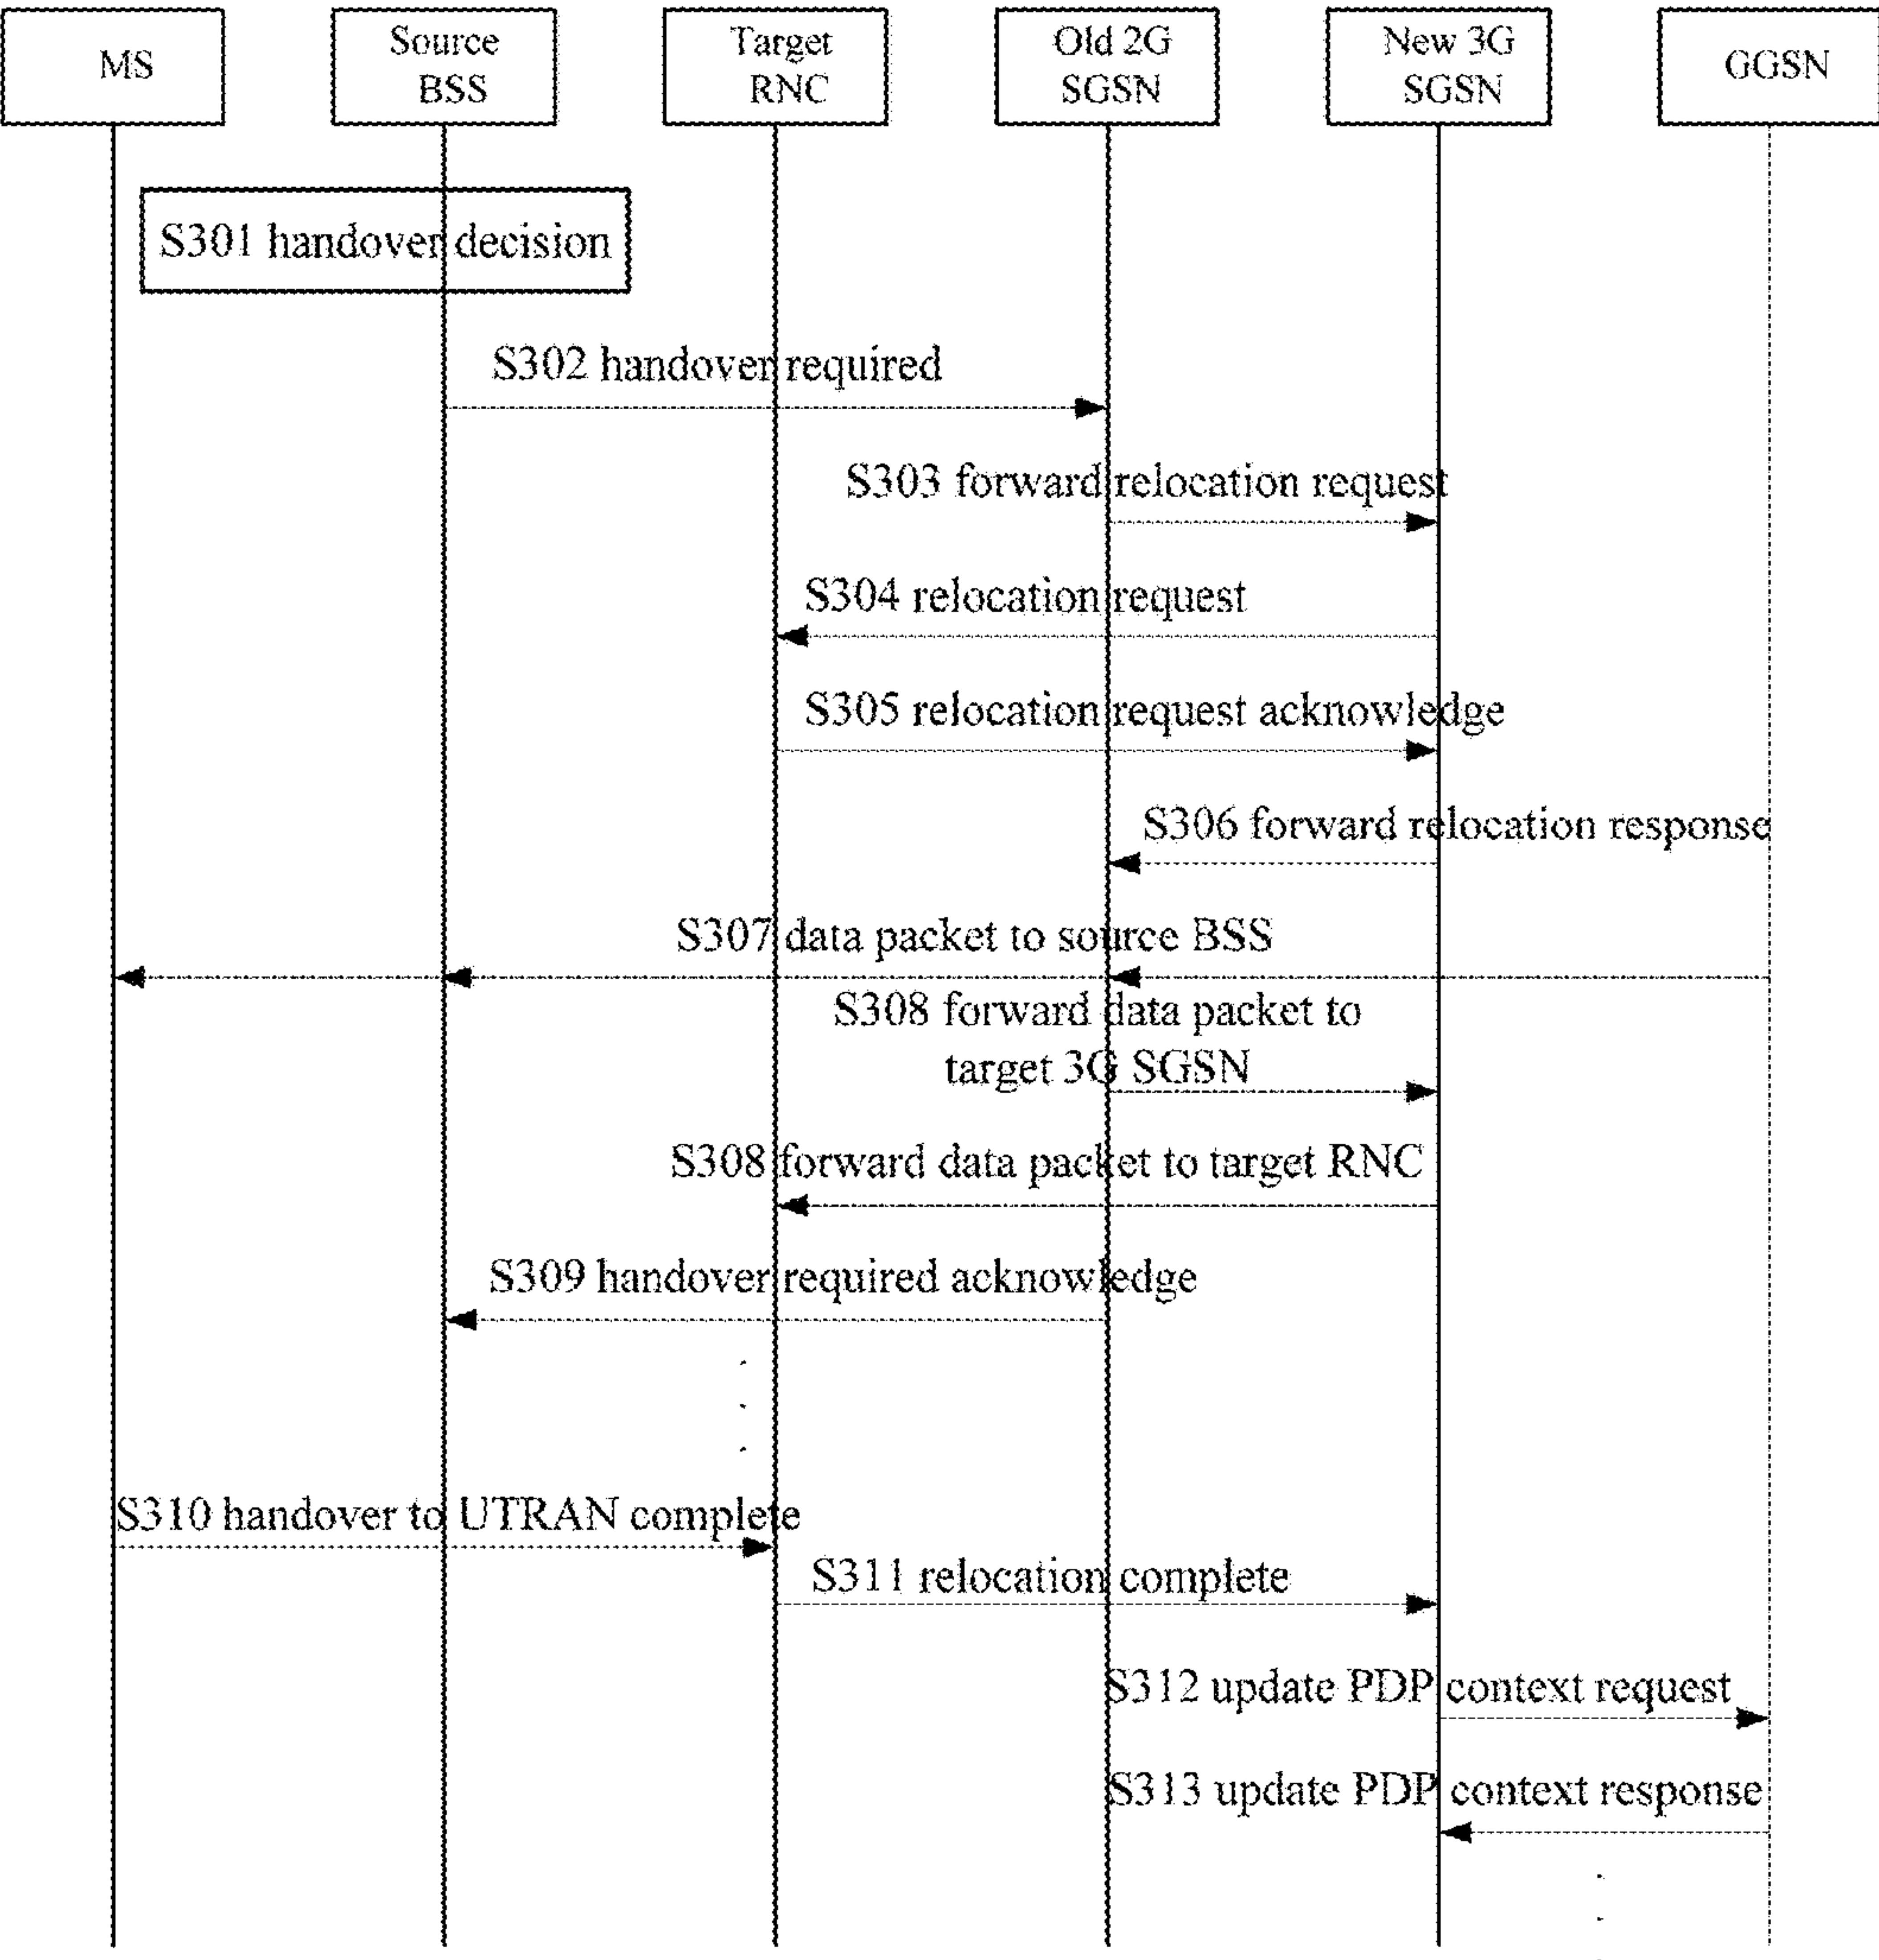 MS
Source
BSS
Target
RNC
Old 2G
SGSN
New 3G
SGSN
GGSN
S301 handover decision
S302 handover required
S303 forward relocation request
S304 relocation request
S305 relocation request acknowledge
S306 forward relocation response
S307 data packet to source BSS
S308 forward data packet to
target 3G SGSN
S308 forward data packet to target RNC
S309 handover required acknowledge
S310 handover to UTRAN complete
S311 relocation complete
S312 update PDP context request
S313 update PDP context response